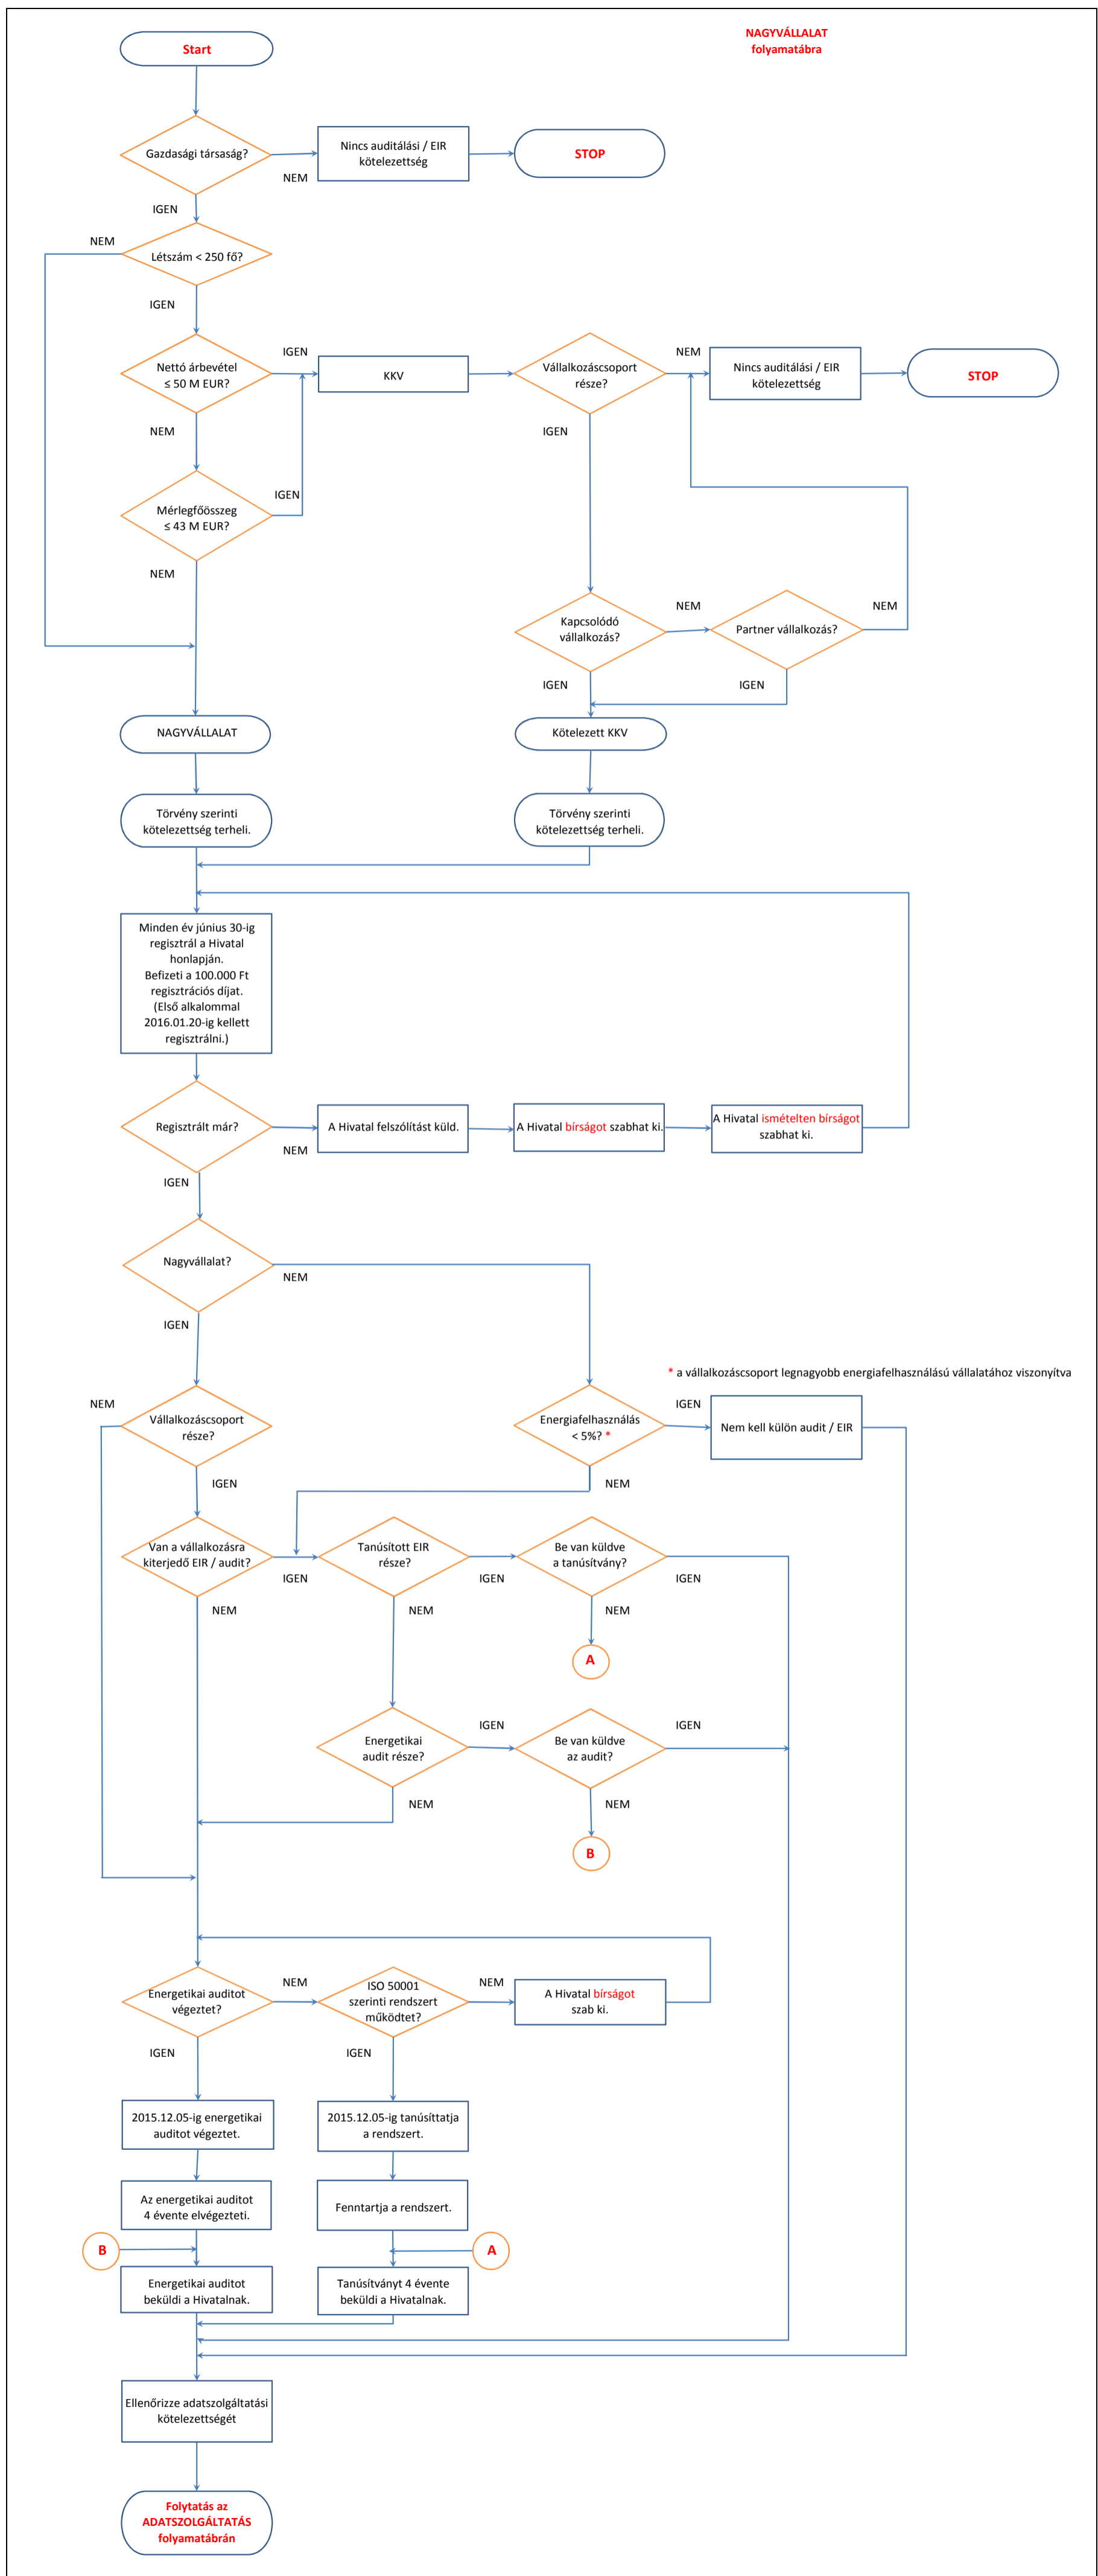 NAGYVÁLLALAT
folyamatábra
Start
Gazdasági társaság?
NEM
Nincs auditálási / EIR
kötelezettség
STOP
IGEN
NEM
Létszám < 250 fő?
IGEN
Nettó árbevétel
≤ 50 M EUR?
IGEN
KKV
Vállalkozáscsoport
része?
NEM
Nincs auditálási / EIR
kötelezettség
STOP
NEM
IGEN
Mérlegfőösszeg
≤ 43 M EUR?
IGEN
NEM
Kapcsolódó
vállalkozás?
NEM
Partner vállalkozás?
NEM
IGEN
IGEN
NAGYVÁLLALAT
Kötelezett KKV
Törvény szerinti
kötelezettség terheli.
Törvény szerinti
kötelezettség terheli.
Minden év június 30-ig
regisztrál a Hivatal
honlapján.
Befizeti a 100.000 Ft
regisztrációs díjat.
(Első alkalommal
2016.01.20-ig kellett
regisztrálni.)
Regisztrált már?
NEM
A Hivatal felszólítást küld.
A Hivatal bírságot szabhat ki.
A Hivatal ismételten bírságot
szabhat ki.
IGEN
Nagyvállalat?
NEM
IGEN
* a vállalkozáscsoport legnagyobb energiafelhasználású vállalatához viszonyítva
NEM
Vállalkozáscsoport
része?
Energiafelhasználás
< 5%? *
IGEN
Nem kell külön audit / EIR
IGEN
NEM
Van a vállalkozásra
kiterjedő EIR / audit?
IGEN
Tanúsított EIR
része?
IGEN
Be van küldve
a tanúsítvány?
IGEN
NEM
NEM
NEM
A
Energetikai
audit része?
IGEN
Be van küldve
az audit?
IGEN
NEM
NEM
B
Energetikai auditot
végeztet?
NEM
ISO 50001
szerinti rendszert
működtet?
NEM
A Hivatal bírságot
szab ki.
IGEN
IGEN
2015.12.05-ig energetikai
auditot végeztet.
2015.12.05-ig tanúsíttatja
a rendszert.
Az energetikai auditot
4 évente elvégezteti.
Fenntartja a rendszert.
B
A
Energetikai auditot
beküldi a Hivatalnak.
Tanúsítványt 4 évente
beküldi a Hivatalnak.
Ellenőrizze adatszolgáltatási
kötelezettségét
Folytatás az
ADATSZOLGÁLTATÁS
folyamatábrán